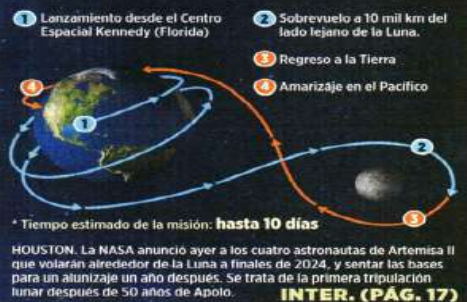 1 Lanzamiento desde el Centro
Espacial Kennedy (Florida)
2 Sobrevuelo a 10 mil km del
lado lejano de la Luna.
3 Regreso a la Tierra
4 Amarizáje en el Pacífico
4
1
2
3
* Tiempo estimado de la misión: hasta 10 días
HOUSTON. La NASA anunció ayer a los cuatro astronautas de Artemisa II
que volarán alrededor de la Luna a finales de 2024, y sentar las bases
para un alunizaje un año después. Se trata de la primera tripulación
lunar después de 50 años de Apolo.
INTER. (PÁG. 17)